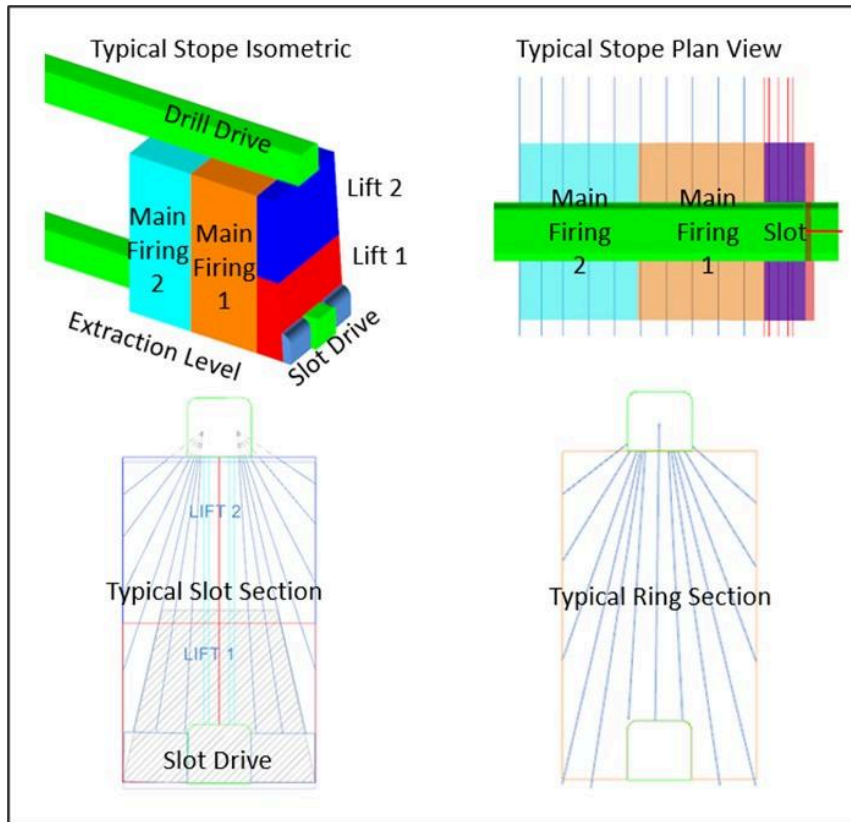 Typical Stope Isometric
Drill Drive
Lift 2
Lift 1
Main
Firing
2
Main
Firing
1
Extraction Level
Slot Drive
Typical Stope Plan View
Main
Firing
2
Main
Firing
1
Slot
LIFT 2
Typical Slot Section
LIFT 1
Slot Drive
Typical Ring Section